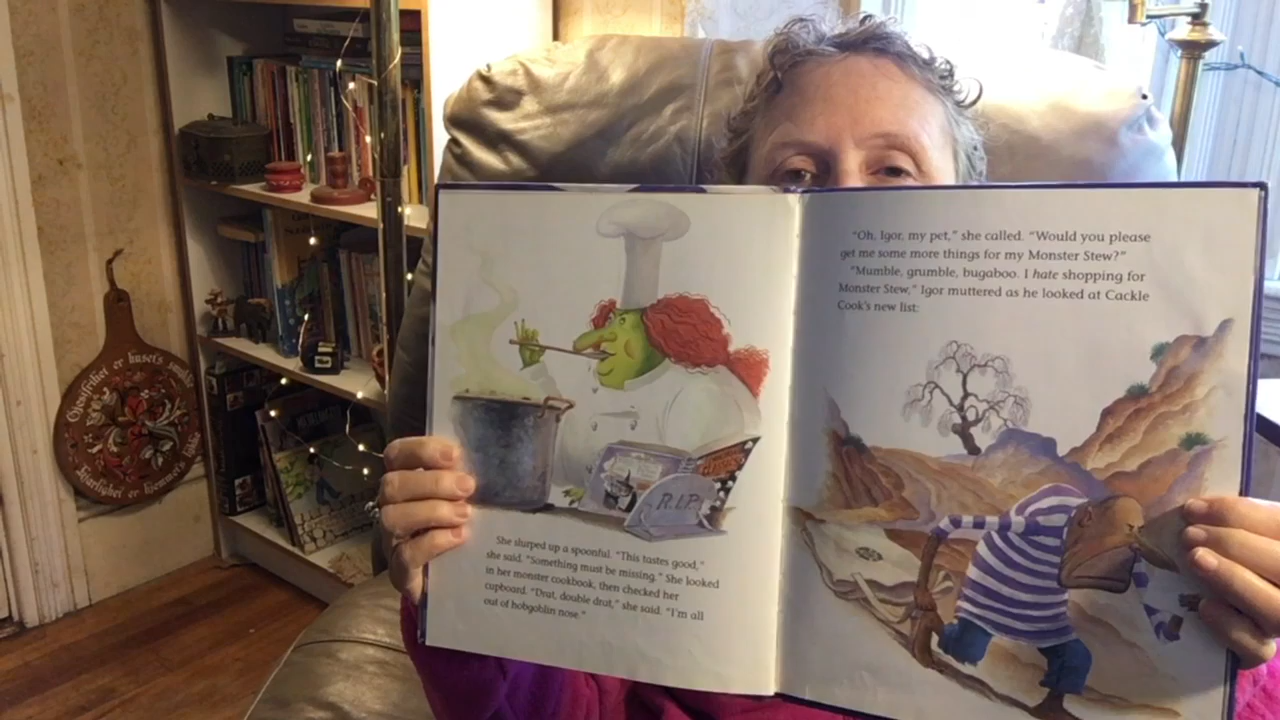 She slurped up a spoonful. "This tastes good,"
she said. "Something must be missing." She looked
in her monster cookbook, then checked her
cupboard. "Drat, double drat," she said. "I'm all
out of hobgoblin nose."
R.I.P.
"Oh, Igor, my pet," she called. "Would you please
get me some more things for my Monster Stew?"
"Mumble, grumble, bugaboo. I hate shopping for
Monster Stew," Igor muttered as he looked at Cackle
Cook's new list: